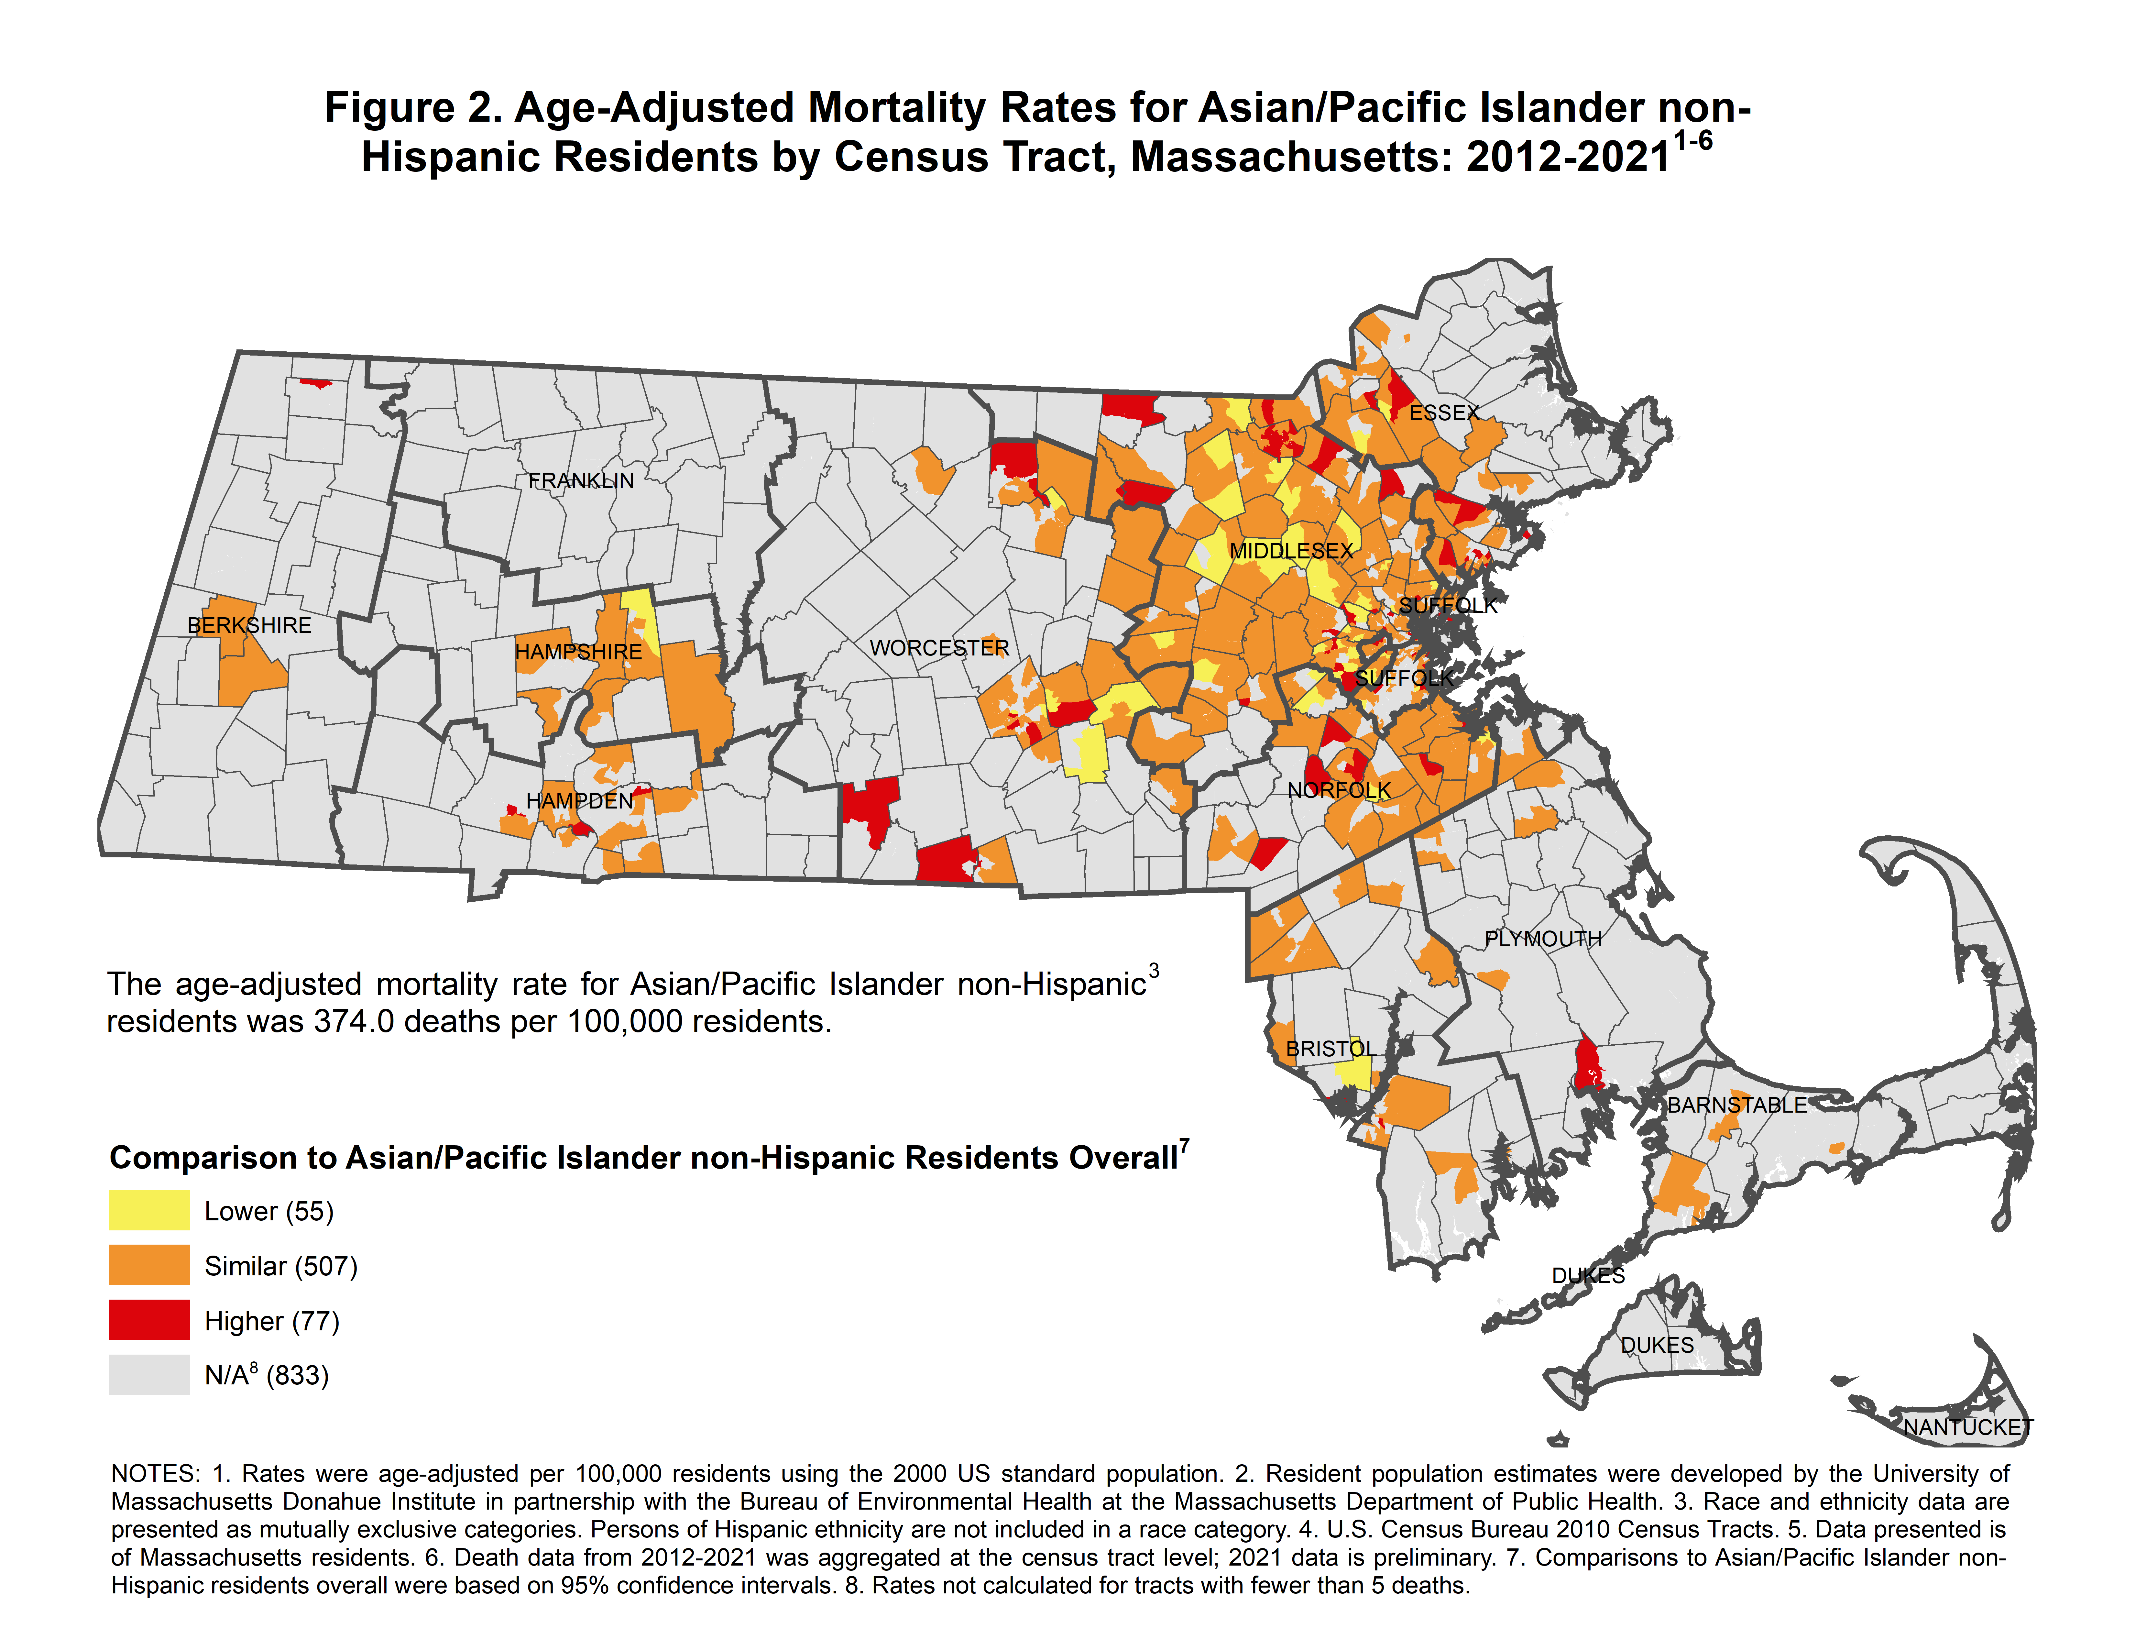 Figure 2. Age-Adjusted Mortality Rates for Asian/Pacific Islander non-
Hispanic Residents by Census Tract, Massachusetts: 2012-2021¹⁻⁶
ESSEX
FRANKLIN
MIDDLESEX
SUFFOLK
BERKSHIRE
HAMPSHIRE
WORCESTER
SUFFOLK
HAMPDEN
NORFOLK
PLYMOUTH
The age-adjusted mortality rate for Asian/Pacific Islander non-Hispanic³
residents was 374.0 deaths per 100,000 residents.
BRISTOL
BARNSTABLE
Comparison to Asian/Pacific Islander non-Hispanic Residents Overall⁷
Lower (55)
Similar (507)
Higher (77)
N/A⁸ (833)
DUKES
DUKES
NANTUCKET
NOTES: 1. Rates were age-adjusted per 100,000 residents using the 2000 US standard population. 2. Resident population estimates were developed by the University of
Massachusetts Donahue Institute in partnership with the Bureau of Environmental Health at the Massachusetts Department of Public Health. 3. Race and ethnicity data are
presented as mutually exclusive categories. Persons of Hispanic ethnicity are not included in a race category. 4. U.S. Census Bureau 2010 Census Tracts. 5. Data presented is
of Massachusetts residents. 6. Death data from 2012-2021 was aggregated at the census tract level; 2021 data is preliminary. 7. Comparisons to Asian/Pacific Islander non-
Hispanic residents overall were based on 95% confidence intervals. 8. Rates not calculated for tracts with fewer than 5 deaths.